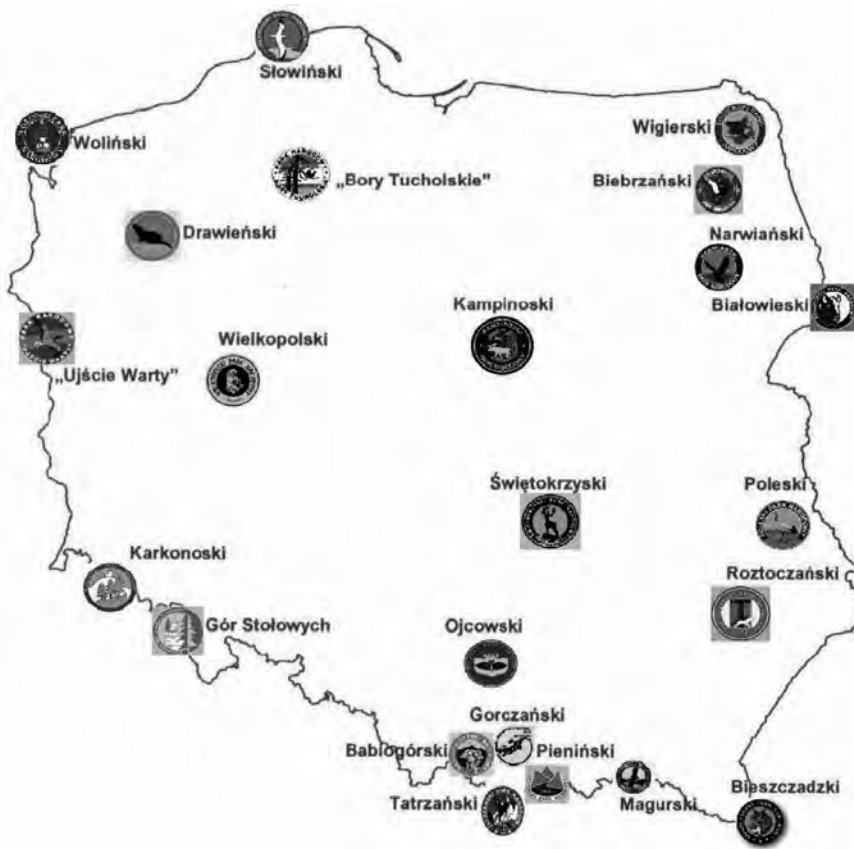 Słowiński
Wigierski
Woliński
„Bory Tucholskie"
Biebrzański
Drawieński
Narwiański
Kampinoski
Białowieski
Wielkopolski
„Ujście Warty"
Świętokrzyski
Poleski
Karkonoski
Roztoczański
Gór Stołowych
Ojcowski
Gorczański
Babiogórski
Pieniński
Bieszczadzki
Tatrzański
Magurski